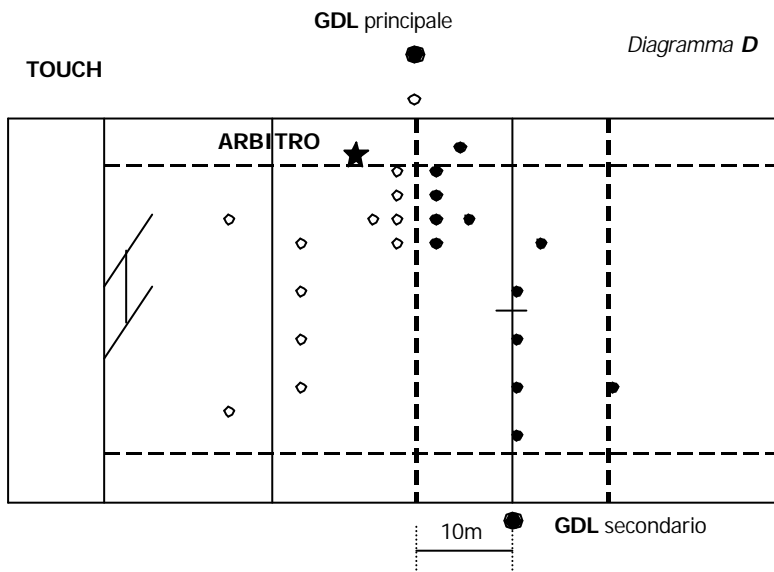 GDL principale
Diagramma D
TOUCH
ARBITRO
10m
GDL secondario